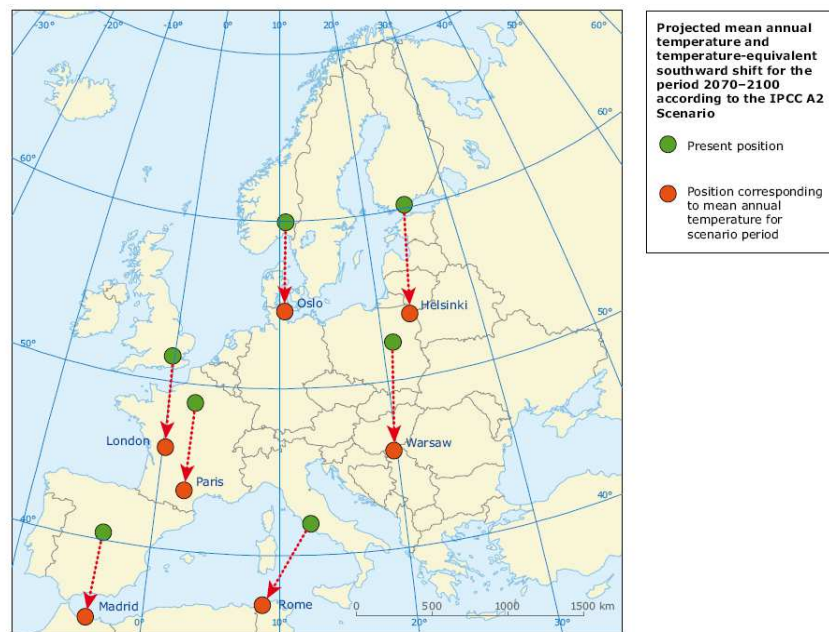 -30°
-20°
-10°
0°
10°
20°
30°
40°
50°
60°
60°
60°
50°
50°
40°
40°
Oslo
Helsinki
London
Paris
Warsaw
Madrid
Rome
0°
10°
20°
30°
0 500 1000 1500 km
Projected mean annual
temperature and
temperature-equivalent
southward shift for the
period 2070–2100
according to the IPCC A2
Scenario
Present position
Position corresponding
to mean annual
temperature for
scenario period